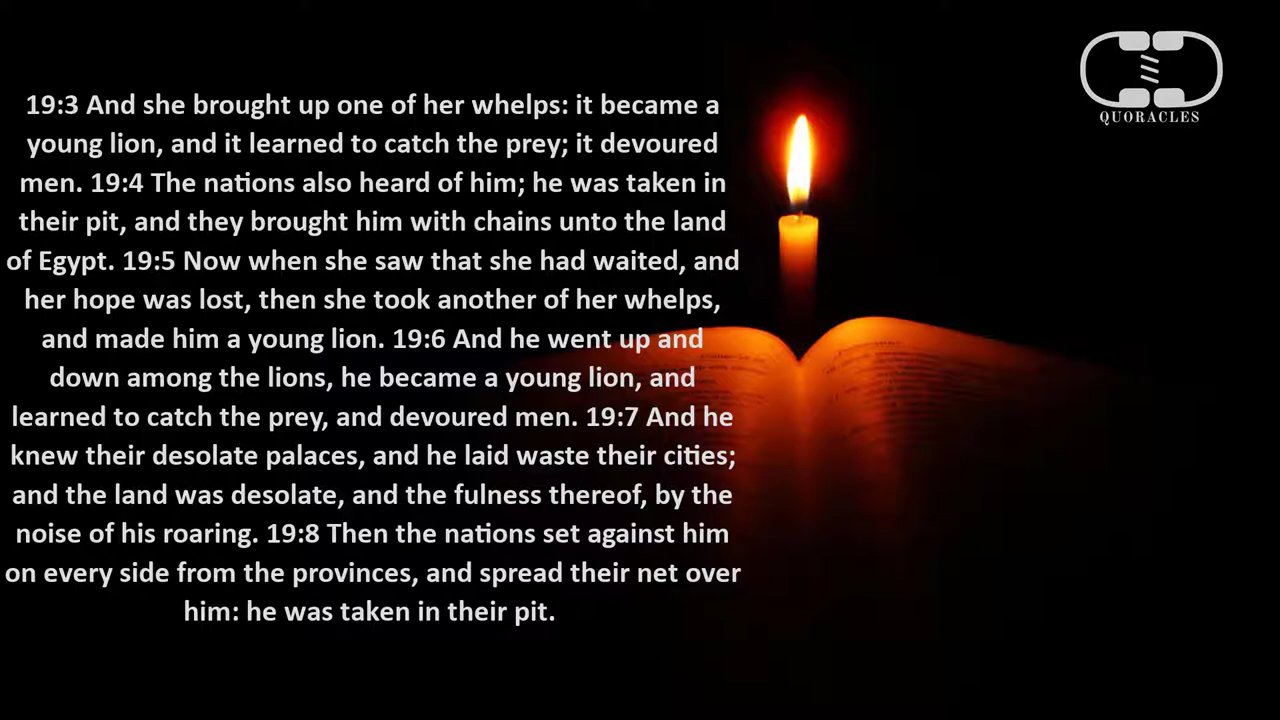 19:3 And she brought up one of her whelps: it became a
young lion, and it learned to catch the prey; it devoured
men. 19:4 The nations also heard of him; he was taken in
their pit, and they brought him with chains unto the land
of Egypt. 19:5 Now when she saw that she had waited, and
her hope was lost, then she took another of her whelps,
and made him a young lion. 19:6 And he went up and
down among the lions, he became a young lion, and
learned to catch the prey, and devoured men. 19:7 And he
knew their desolate palaces, and he laid waste their cities;
and the land was desolate, and the fulness thereof, by the
noise of his roaring. 19:8 Then the nations set against him
on every side from the provinces, and spread their net over
him: he was taken in their pit.
QUORACLES